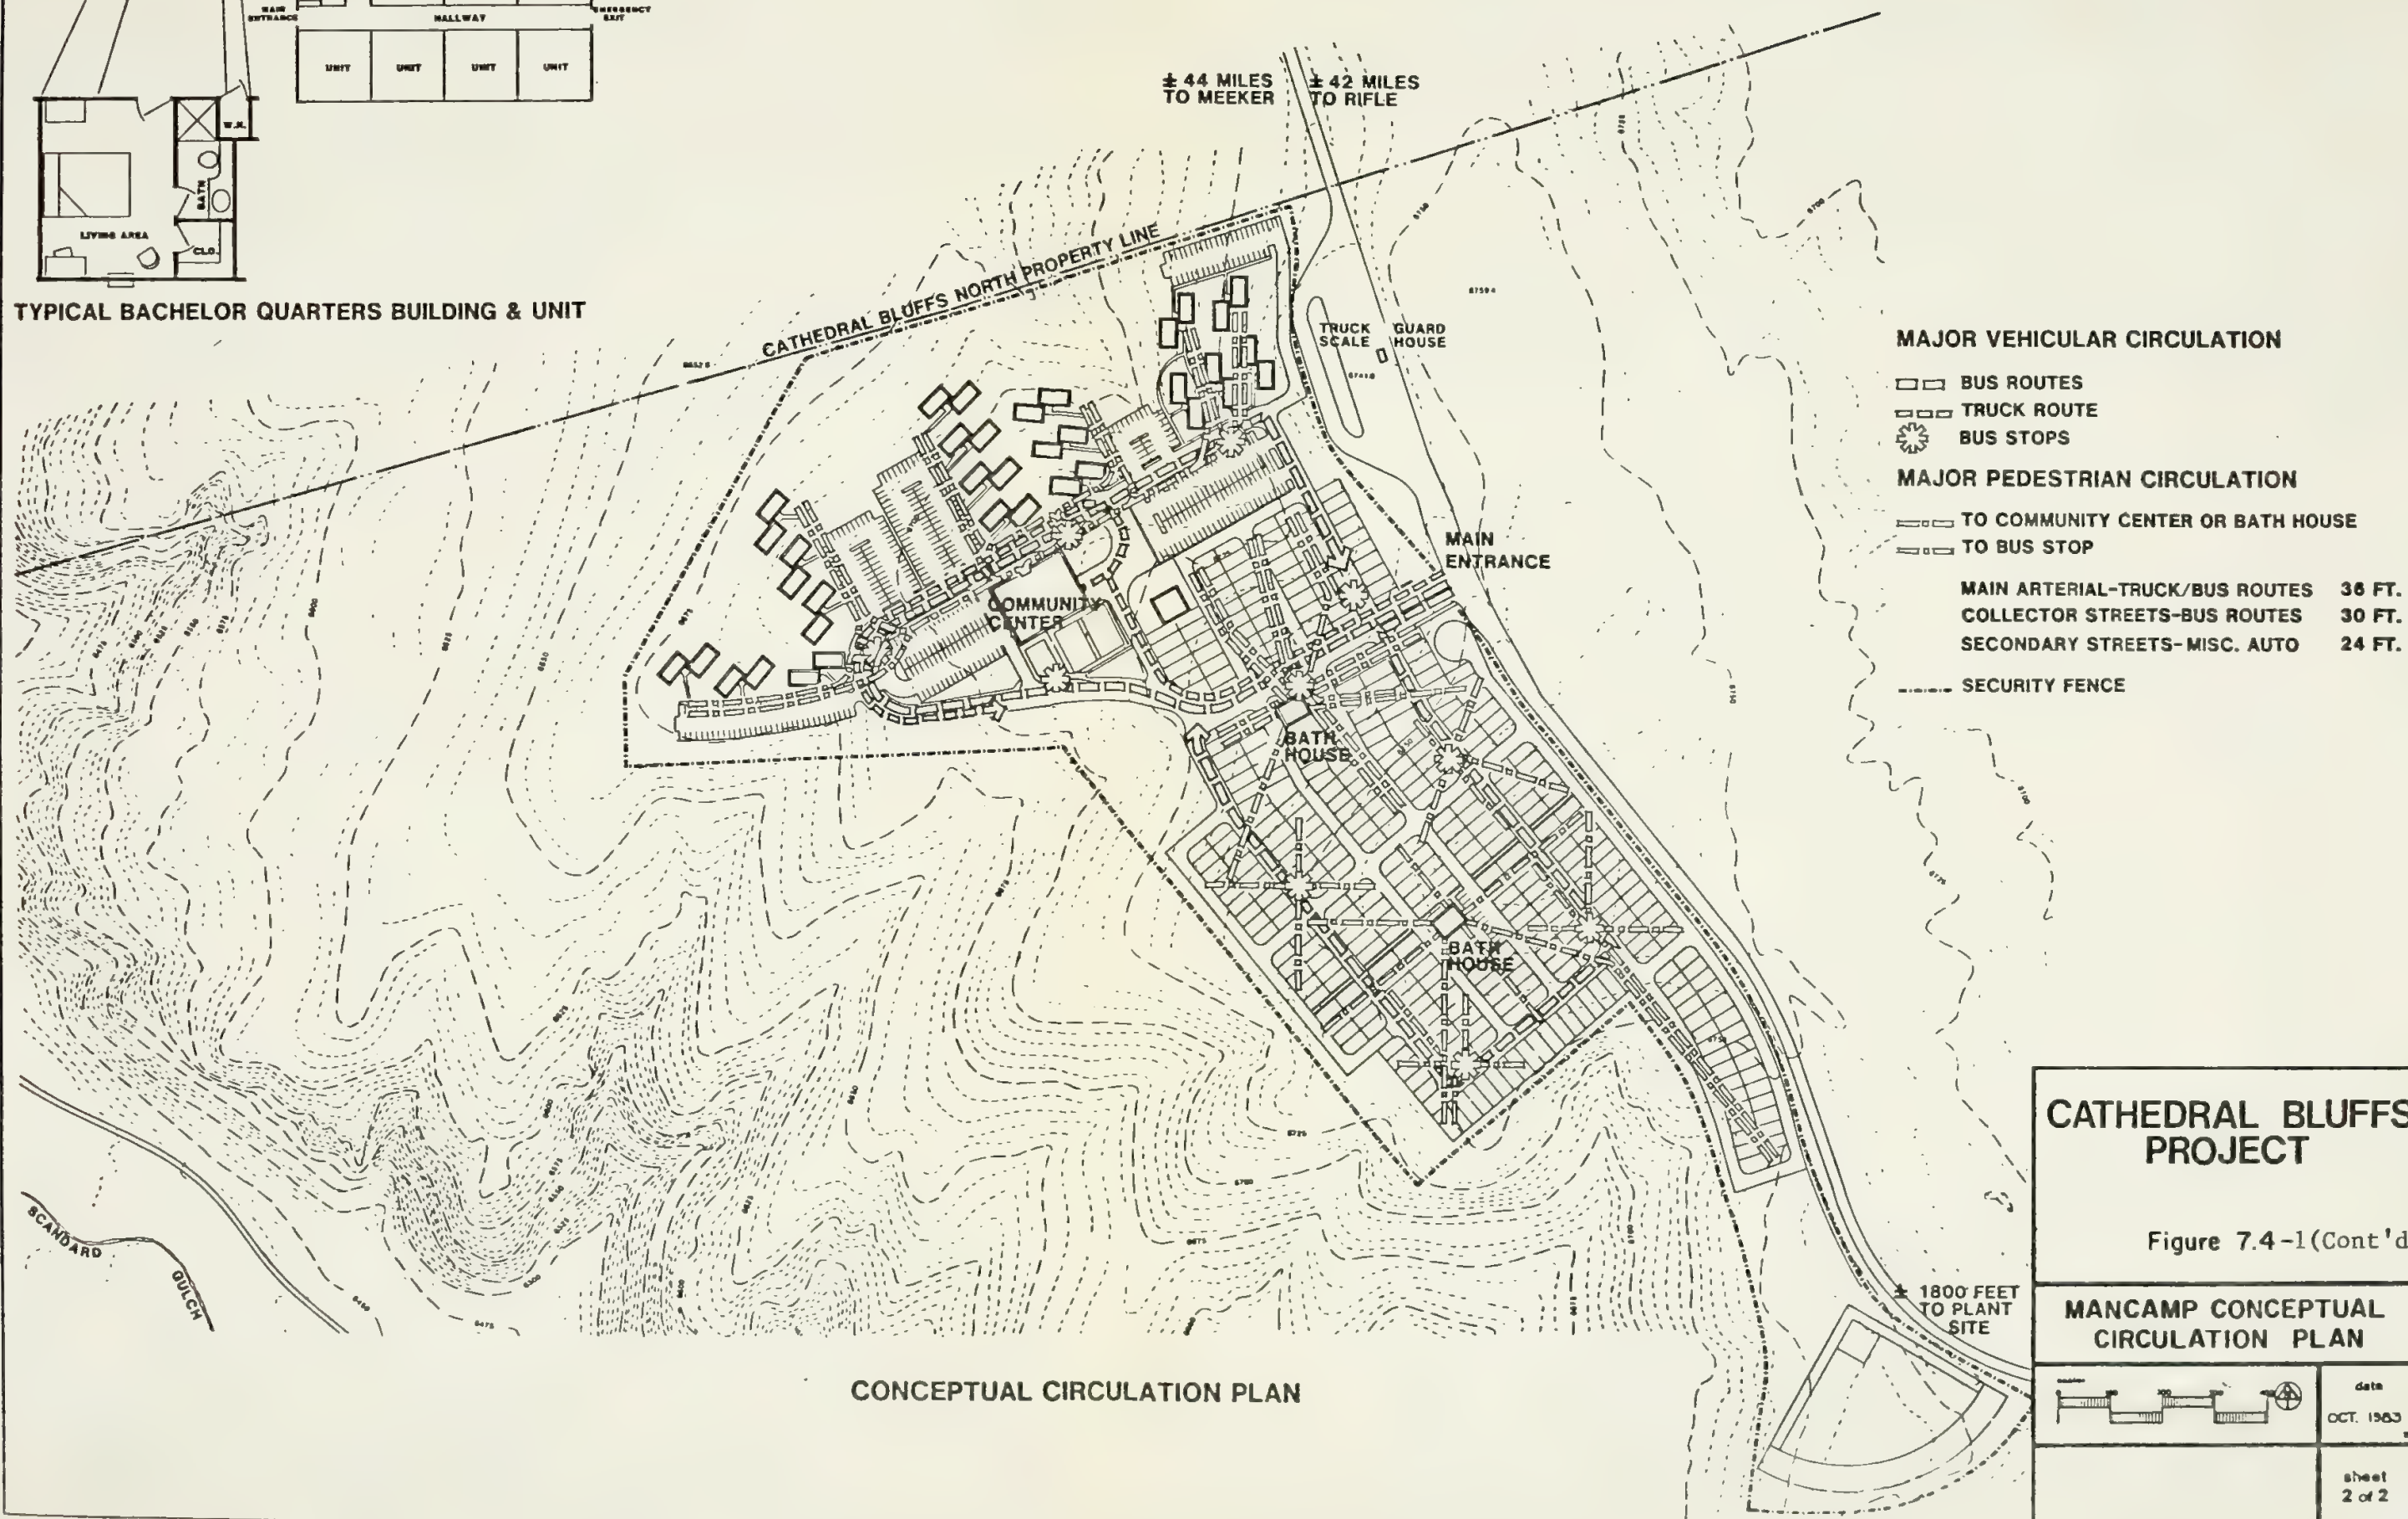 MAIN
ENTRANCE
HALLWAY
EMERGENCY
EXIT
UNIT
UNIT
UNIT
UNIT
W.H.
BATH
LIVING AREA
CLO.
TYPICAL BACHELOR QUARTERS BUILDING & UNIT
± 44 MILES
TO MEEKER
± 42 MILES
TO RIFLE
CATHEDRAL BLUFFS NORTH PROPERTY LINE
TRUCK
SCALE
GUARD
HOUSE
MAIN
ENTRANCE
COMMUNITY
CENTER
BATH
HOUSE
BATH
HOUSE
MAJOR VEHICULAR CIRCULATION
BUS ROUTES
TRUCK ROUTE
BUS STOPS
MAJOR PEDESTRIAN CIRCULATION
TO COMMUNITY CENTER OR BATH HOUSE
TO BUS STOP
MAIN ARTERIAL-TRUCK/BUS ROUTES 36 FT.
COLLECTOR STREETS-BUS ROUTES 30 FT.
SECONDARY STREETS-MISC. AUTO 24 FT.
SECURITY FENCE
SCANDARD
GULCH
± 1800 FEET
TO PLANT
SITE
CONCEPTUAL CIRCULATION PLAN
CATHEDRAL BLUFFS
PROJECT
Figure 7.4-1(Cont'd
MANCAMP CONCEPTUAL
CIRCULATION PLAN
date
OCT. 1983
sheet
2 of 2